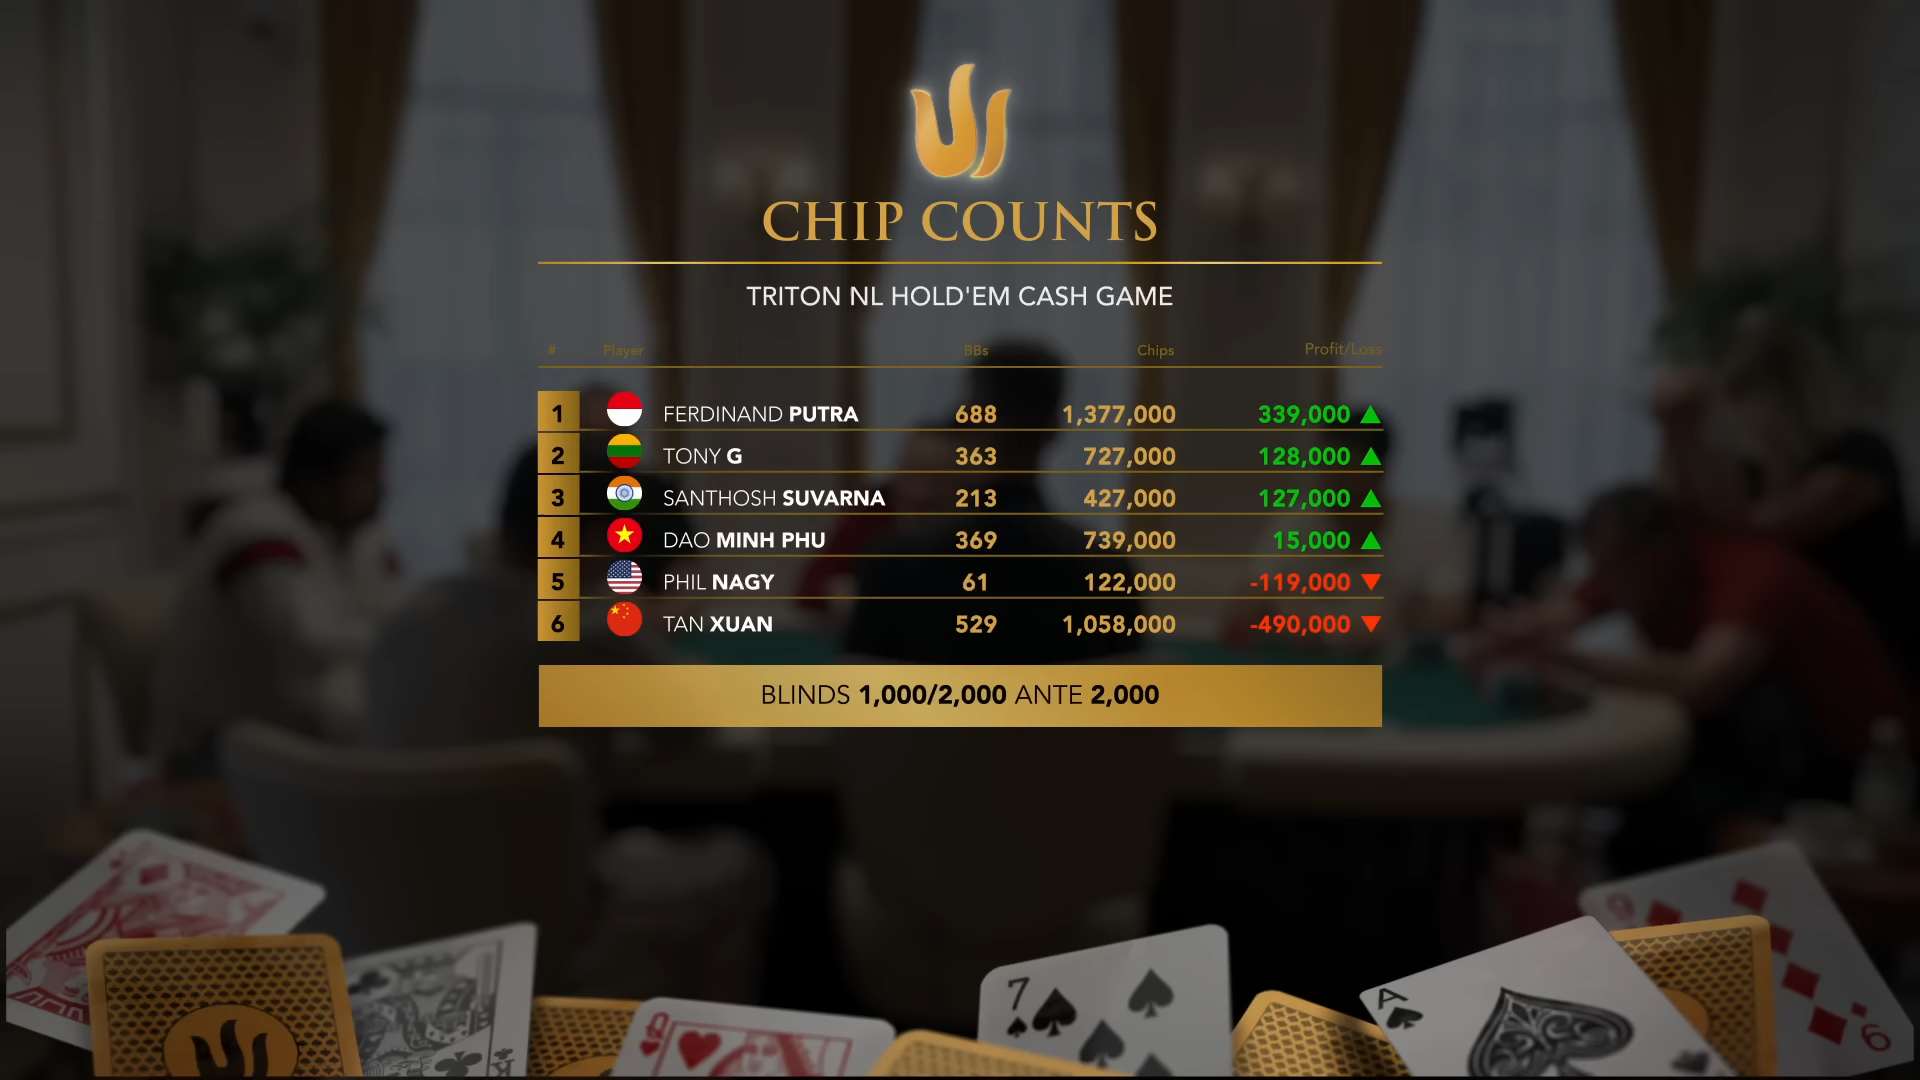 CHIP COUNTS
TRITON NL HOLD'EM CASH GAME
# Player BBs Chips Profit/Loss
1 FERDINAND PUTRA 688 1,377,000 339,000 ▲
2 TONY G 363 727,000 128,000 ▲
3 SANTHOSH SUVARNA 213 427,000 127,000 ▲
4 DAO MINH PHU 369 739,000 15,000 ▲
5 PHIL NAGY 61 122,000 -119,000 ▼
6 TAN XUAN 529 1,058,000 -490,000 ▼
BLINDS 1,000/2,000 ANTE 2,000
K
Q
7
A
9
9